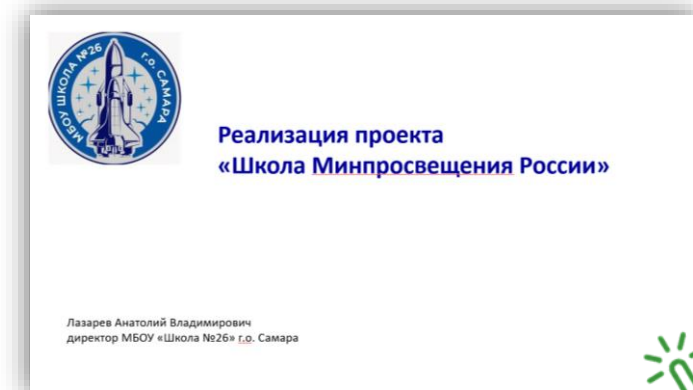 МБОУ ШКОЛА №26 г.о. САМАРА
Реализация проекта
«Школа Минпросвещения России»
Лазарев Анатолий Владимирович
директор МБОУ «Школа №26» г.о. Самара